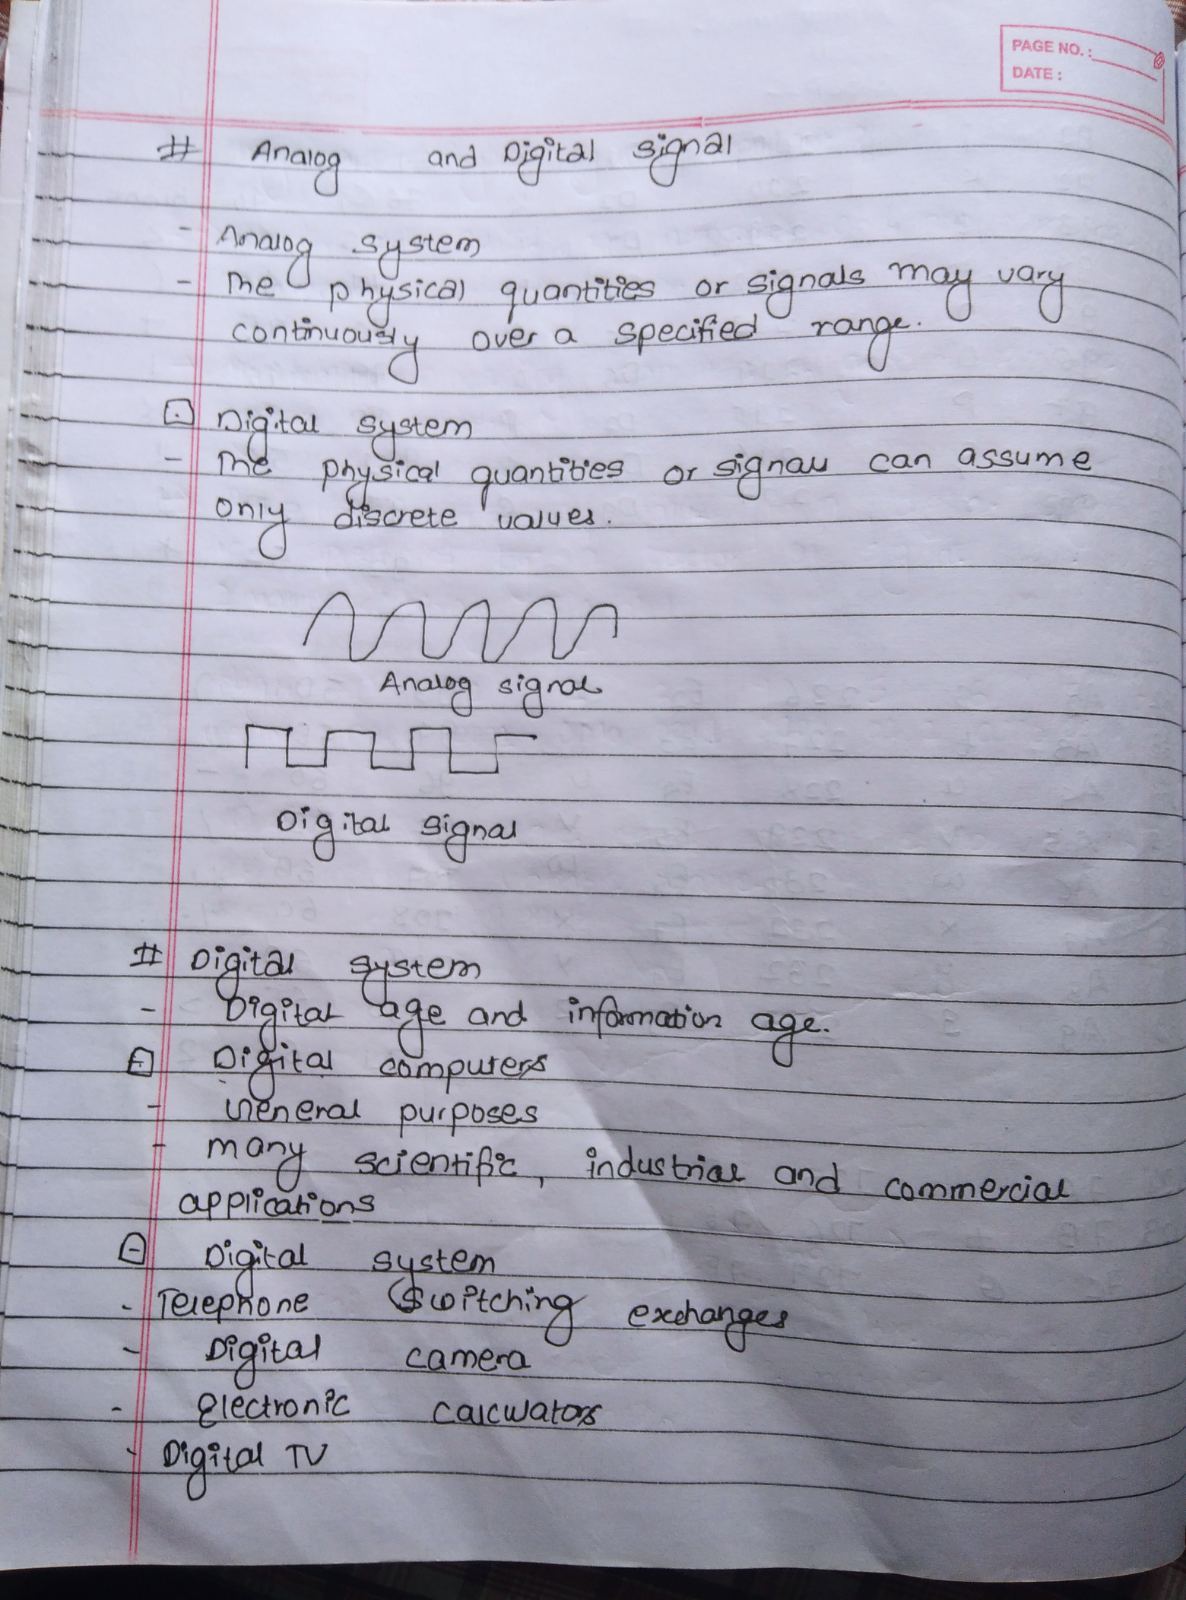 PAGE NO.:
DATE:
# Analog and Digital signal
- Analog system
- The physical quantities or signals may vary
continuously over a specified range.
Digital system
- The physical quantities or signals can assume
only discrete values.
Analog signal
Digital signal
# Digital system
- Digital age and information age.
Digital computers
- General purposes
- many scientific, industrial and commercial
applications
Digital system
- Telephone switching exchanges
- Digital camera
- Electronic calculators
- Digital TV